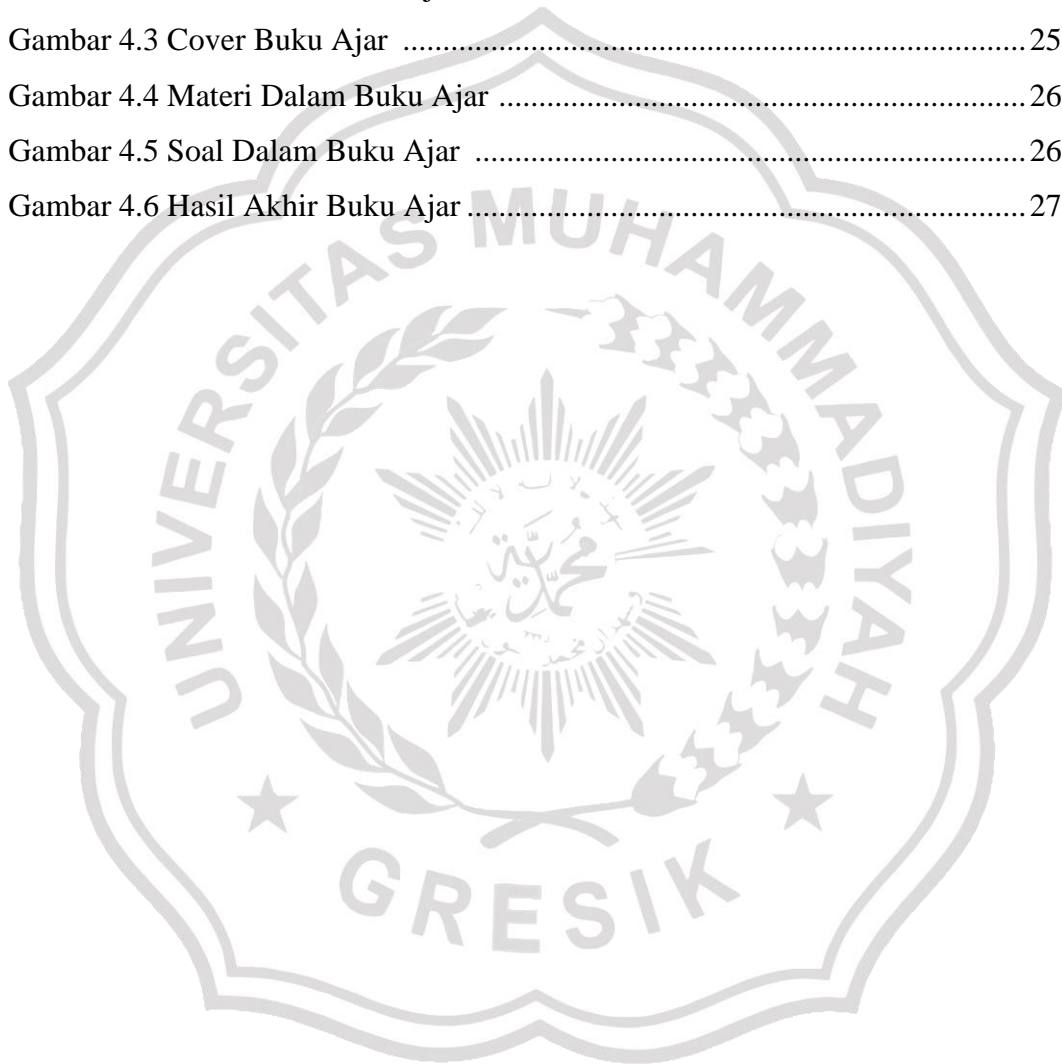 Gambar 4.3 Cover Buku Ajar ............................................................................ 25
Gambar 4.4 Materi Dalam Buku Ajar ................................................................. 26
Gambar 4.5 Soal Dalam Buku Ajar .................................................................... 26
Gambar 4.6 Hasil Akhir Buku Ajar ..................................................................... 27
UNIVERSITAS MUHAMMADIYAH
محمدية
GRESIK